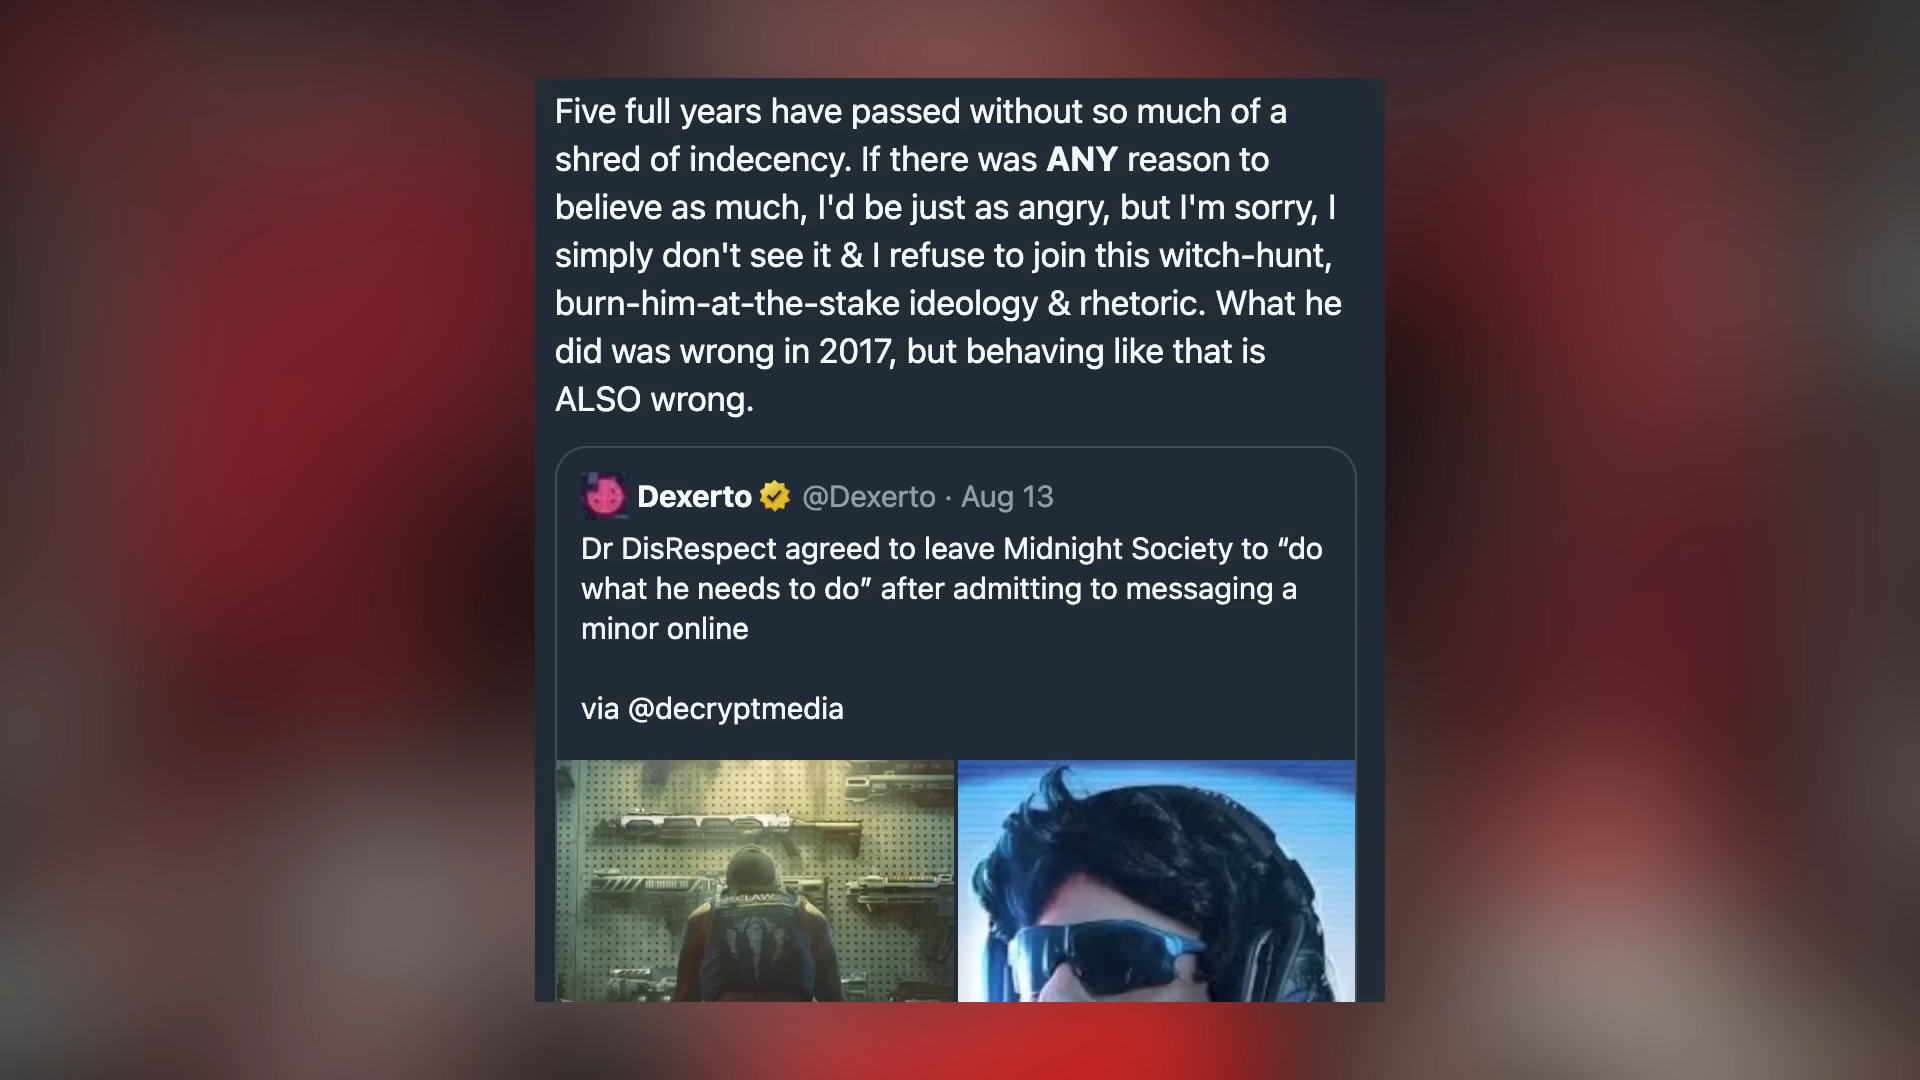 Five full years have passed without so much of a
shred of indecency. If there was ANY reason to
believe as much, I'd be just as angry, but I'm sorry, I
simply don't see it & I refuse to join this witch-hunt,
burn-him-at-the-stake ideology & rhetoric. What he
did was wrong in 2017, but behaving like that is
ALSO wrong.
Dexerto @Dexerto · Aug 13
Dr DisRespect agreed to leave Midnight Society to “do
what he needs to do” after admitting to messaging a
minor online
via @decryptmedia
CLAW